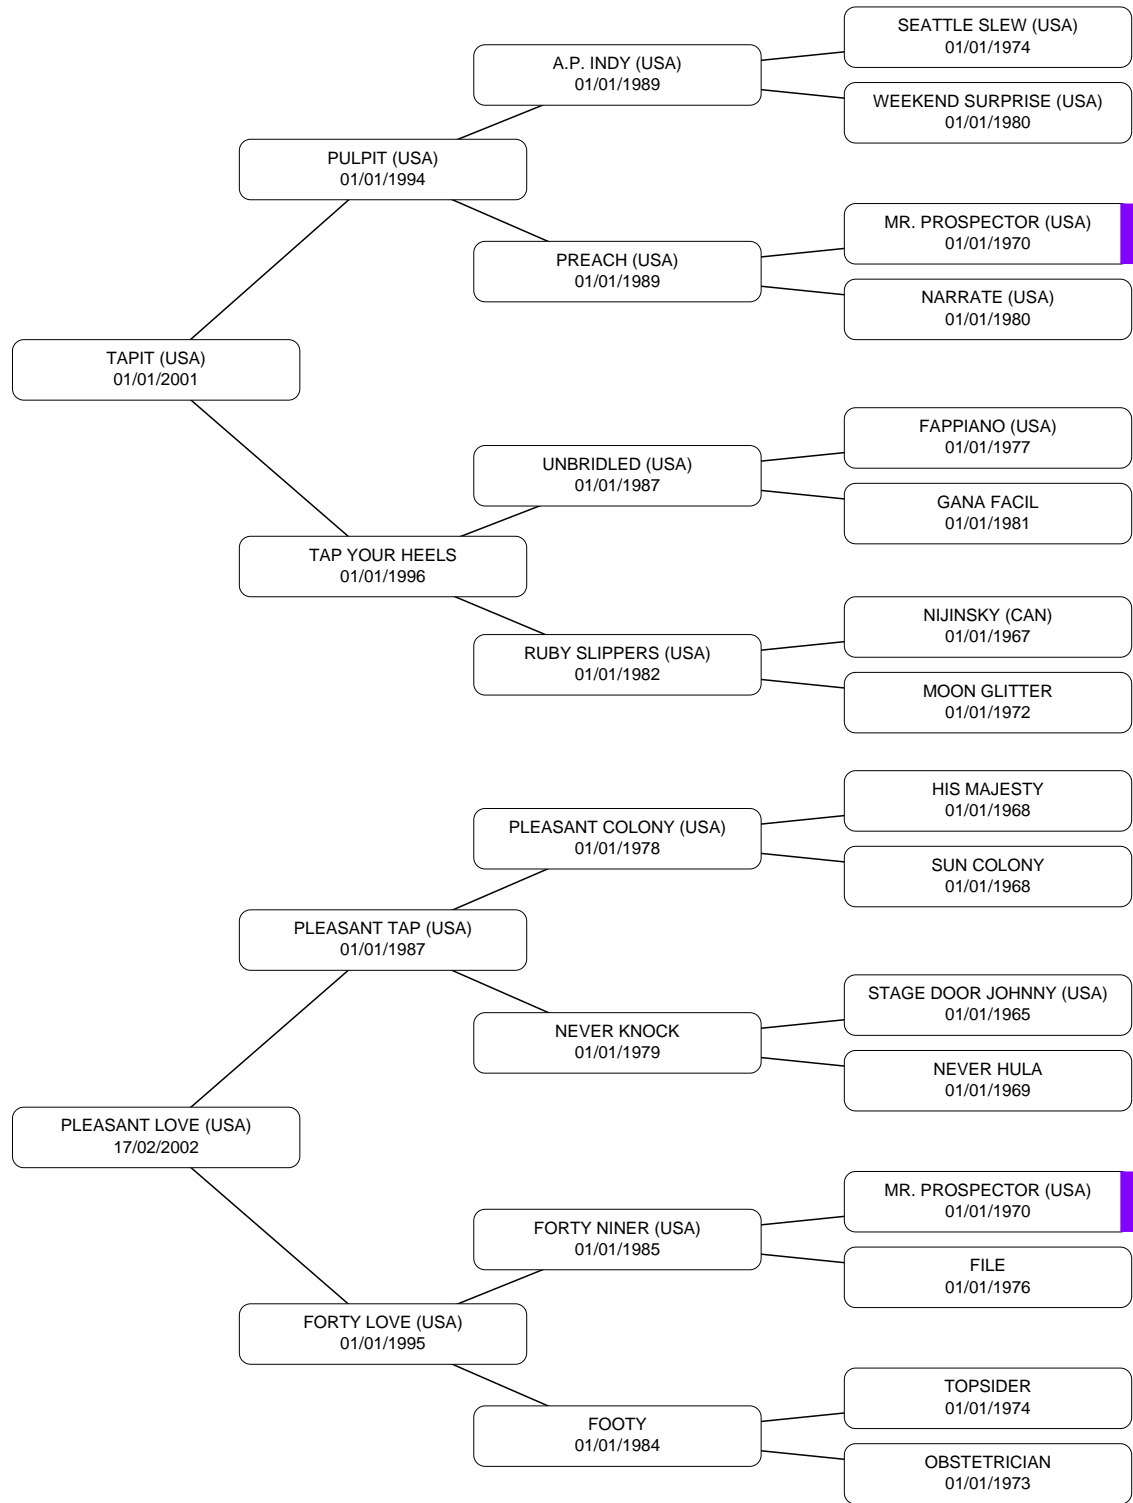 SEATTLE SLEW (USA)
01/01/1974
A.P. INDY (USA)
01/01/1989
WEEKEND SURPRISE (USA)
01/01/1980
PULPIT (USA)
01/01/1994
MR. PROSPECTOR (USA)
01/01/1970
PREACH (USA)
01/01/1989
NARRATE (USA)
01/01/1980
TAPIT (USA)
01/01/2001
FAPPIANO (USA)
01/01/1977
UNBRIDLED (USA)
01/01/1987
GANA FACIL
01/01/1981
TAP YOUR HEELS
01/01/1996
NIJINSKY (CAN)
01/01/1967
RUBY SLIPPERS (USA)
01/01/1982
MOON GLITTER
01/01/1972
HIS MAJESTY
01/01/1968
PLEASANT COLONY (USA)
01/01/1978
SUN COLONY
01/01/1968
PLEASANT TAP (USA)
01/01/1987
STAGE DOOR JOHNNY (USA)
01/01/1965
NEVER KNOCK
01/01/1979
NEVER HULA
01/01/1969
PLEASANT LOVE (USA)
17/02/2002
MR. PROSPECTOR (USA)
01/01/1970
FORTY NINER (USA)
01/01/1985
FILE
01/01/1976
FORTY LOVE (USA)
01/01/1995
TOPSIDER
01/01/1974
FOOTY
01/01/1984
OBSTETRICIAN
01/01/1973